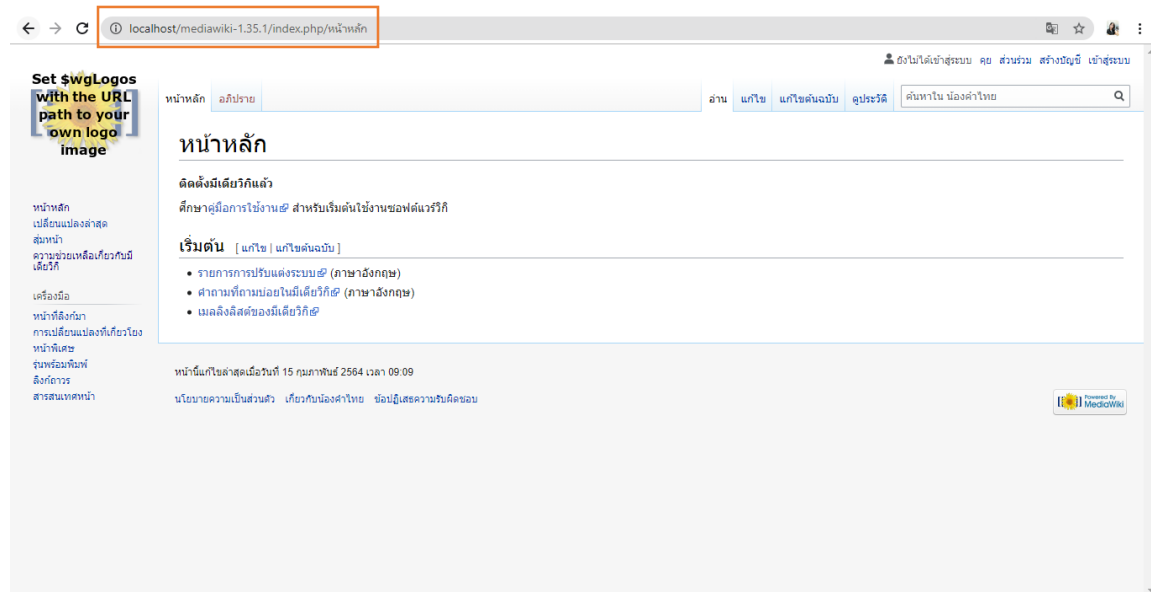 localhost/mediawiki-1.35.1/index.php/หน้าหลัก
ยังไม่ได้เข้าสู่ระบบ คุย ส่วนร่วม สร้างบัญชี เข้าสู่ระบบ
Set $wgLogos
with the URL
path to your
own logo
image
หน้าหลัก อภิปราย
อ่าน แก้ไข แก้ไขต้นฉบับ ดูประวัติ ค้นหาใน น้องคำไทย
หน้าหลัก
ติดตั้งมีเดียวิกิแล้ว
ศึกษาคู่มือการใช้งาน สำหรับเริ่มต้นใช้งานซอฟต์แวร์วิกิ
เริ่มต้น [ แก้ไข | แก้ไขต้นฉบับ ]
รายการการปรับแต่งระบบ (ภาษาอังกฤษ)
คำถามที่ถามบ่อยในมีเดียวิกิ (ภาษาอังกฤษ)
เมลลิงลิสต์ของมีเดียวิกิ
หน้าหลัก
เปลี่ยนแปลงล่าสุด
สุ่มหน้า
ความช่วยเหลือเกี่ยวกับมี
เดียวิกิ
เครื่องมือ
หน้าที่ลิงก์มา
การเปลี่ยนแปลงที่เกี่ยวโยง
หน้าพิเศษ
รุ่นพร้อมพิมพ์
ลิงก์ถาวร
สารสนเทศหน้า
หน้านี้แก้ไขล่าสุดเมื่อวันที่ 15 กุมภาพันธ์ 2564 เวลา 09:09
นโยบายความเป็นส่วนตัว เกี่ยวกับน้องคำไทย ข้อปฏิเสธความรับผิดชอบ
Powered By
MediaWiki